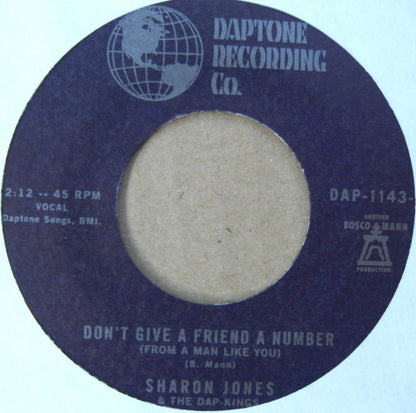 DAPTONE
RECORDING
Co.
2:12 -- 45 RPM
VOCAL
Daptone Songs, BMI.
DAP-1143-
ANOTHER
BOSCO MANN
PRODUCTION.
DON'T GIVE A FRIEND A NUMBER
(FROM A MAN LIKE YOU)
(B. Mann)
SHARON JONES
& THE DAP-KINGS